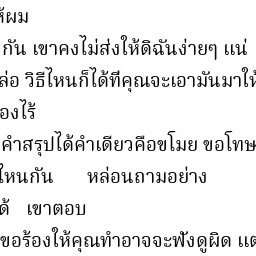 ห้ผม
กัน เขาคงไม่ส่งให้ดิฉันง่ายๆ แน่
ล่อ วิธีไหนก็ได้ที่คุณจะเอามันมาให้
องไร้
คำสรุปได้คำเดียวคือขโมย ขอโทษ
ไหนกัน หล่อนถามอย่าง
ด้ เขาตอบ
ขอร้องให้คุณทำอาจจะฟังดูผิด แต่